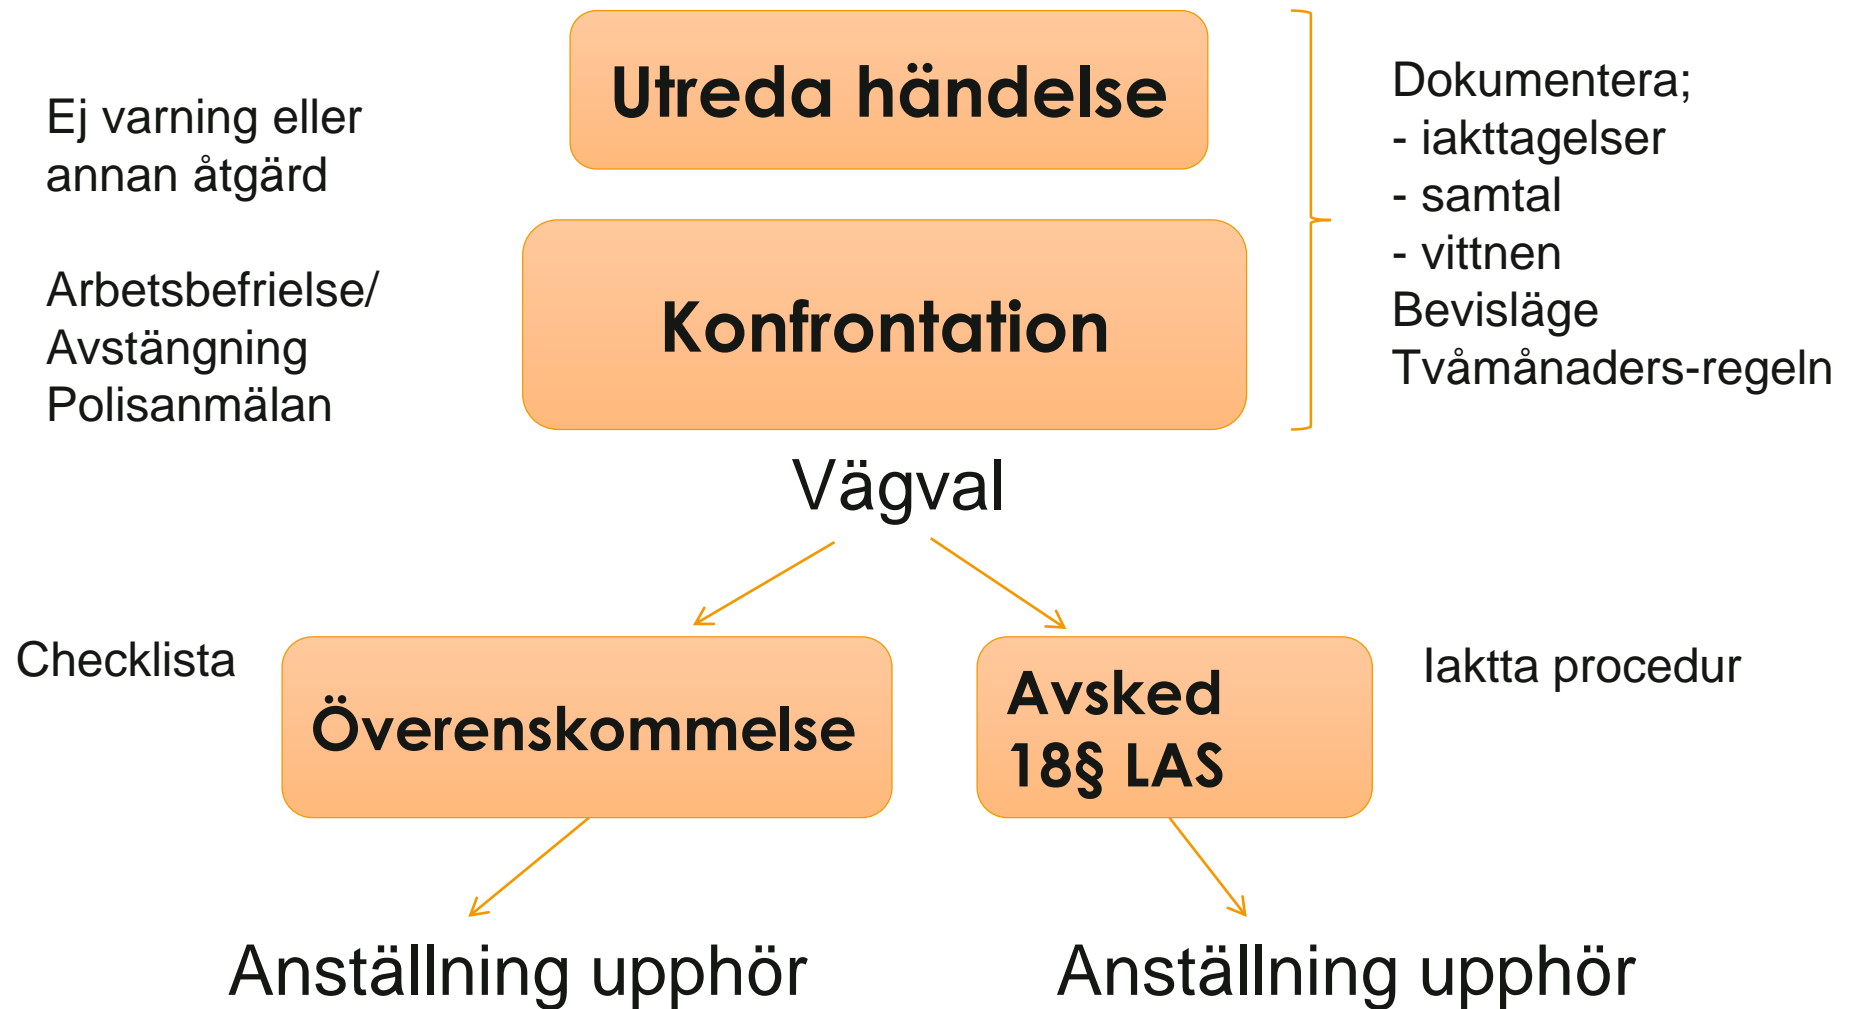 Utreda händelse
Ej varning eller
annan åtgärd
Arbetsbefrielse/
Avstängning
Polisanmälan
Konfrontation
Dokumentera;
- iakttagelser
- samtal
- vittnen
Bevisläge
Tvåmånaders-regeln
Vägval
Checklista
Överenskommelse
Avsked
18§ LAS
Iaktta procedur
Anställning upphör
Anställning upphör